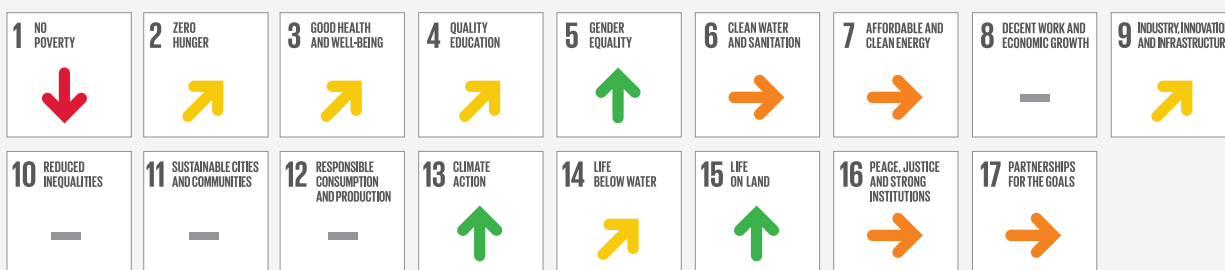 1 NO
POVERTY
2 ZERO
HUNGER
3 GOOD HEALTH
AND WELL-BEING
4 QUALITY
EDUCATION
5 GENDER
EQUALITY
6 CLEAN WATER
AND SANITATION
7 AFFORDABLE AND
CLEAN ENERGY
8 DECENT WORK AND
ECONOMIC GROWTH
9 INDUSTRY, INNOVATIO
AND INFRASTRUCTUR
10 REDUCED
INEQUALITIES
11 SUSTAINABLE CITIES
AND COMMUNITIES
12 RESPONSIBLE
CONSUMPTION
AND PRODUCTION
13 CLIMATE
ACTION
14 LIFE
BELOW WATER
15 LIFE
ON LAND
16 PEACE, JUSTICE
AND STRONG
INSTITUTIONS
17 PARTNERSHIPS
FOR THE GOALS